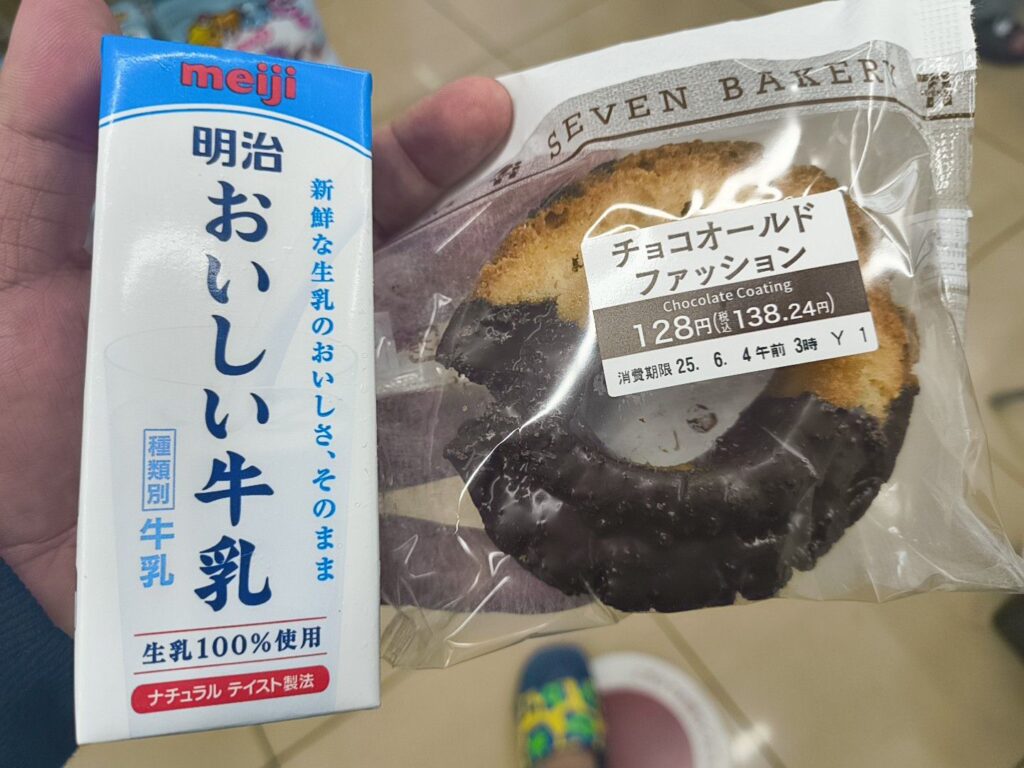 meiji
明治
おいしい牛乳
新鮮な生乳のおいしさ、そのまま
種類別
牛乳
生乳100%使用
ナチュラル テイスト製法
SEVEN BAKERY
チョコオールド
ファッション
Chocolate Coating
128円(税込138.24円)
消費期限 25. 6. 4午前 3時 Y 1